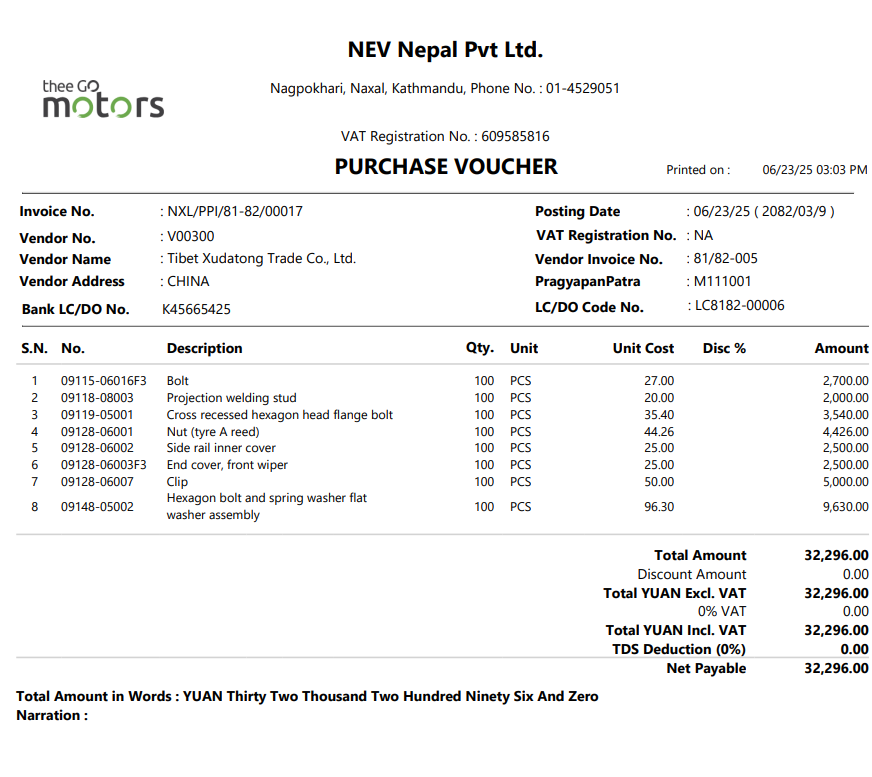 NEV Nepal Pvt Ltd.
thee GO
motors
Nagpokhari, Naxal, Kathmandu, Phone No. : 01-4529051
VAT Registration No. : 609585816
PURCHASE VOUCHER
Printed on : 06/23/25 03:03 PM
Invoice No. : NXL/PPI/81-82/00017 Posting Date : 06/23/25 ( 2082/03/9 )
Vendor No. : V00300 VAT Registration No. : NA
Vendor Name : Tibet Xudatong Trade Co., Ltd. Vendor Invoice No. : 81/82-005
Vendor Address : CHINA PragyapanPatra : M111001
Bank LC/DO No. K45665425 LC/DO Code No. : LC8182-00006
S.N. No. Description Qty. Unit Unit Cost Disc % Amount
1 09115-06016F3 Bolt 100 PCS 27.00 2,700.00
2 09118-08003 Projection welding stud 100 PCS 20.00 2,000.00
3 09119-05001 Cross recessed hexagon head flange bolt 100 PCS 35.40 3,540.00
4 09128-06001 Nut (tyre A reed) 100 PCS 44.26 4,426.00
5 09128-06002 Side rail inner cover 100 PCS 25.00 2,500.00
6 09128-06003F3 End cover, front wiper 100 PCS 25.00 2,500.00
7 09128-06007 Clip 100 PCS 50.00 5,000.00
8 09148-05002 Hexagon bolt and spring washer flat 100 PCS 96.30 9,630.00
washer assembly
Total Amount 32,296.00
Discount Amount 0.00
Total YUAN Excl. VAT 32,296.00
0% VAT 0.00
Total YUAN Incl. VAT 32,296.00
TDS Deduction (0%) 0.00
Net Payable 32,296.00
Total Amount in Words : YUAN Thirty Two Thousand Two Hundred Ninety Six And Zero
Narration :